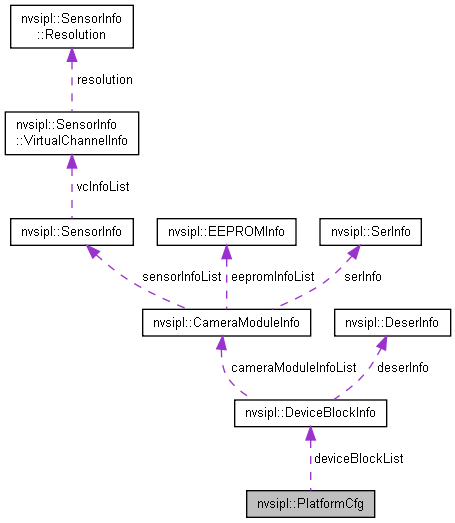 nvsipl::SensorInfo
::Resolution
resolution
nvsipl::SensorInfo
::VirtualChannelInfo
vcInfoList
nvsipl::SensorInfo
nvsipl::EEPROMInfo
nvsipl::SerInfo
sensorInfoList
eepromInfoList
serInfo
nvsipl::CameraModuleInfo
nvsipl::DeserInfo
cameraModuleInfoList
deserInfo
nvsipl::DeviceBlockInfo
deviceBlockList
nvsipl::PlatformCfg